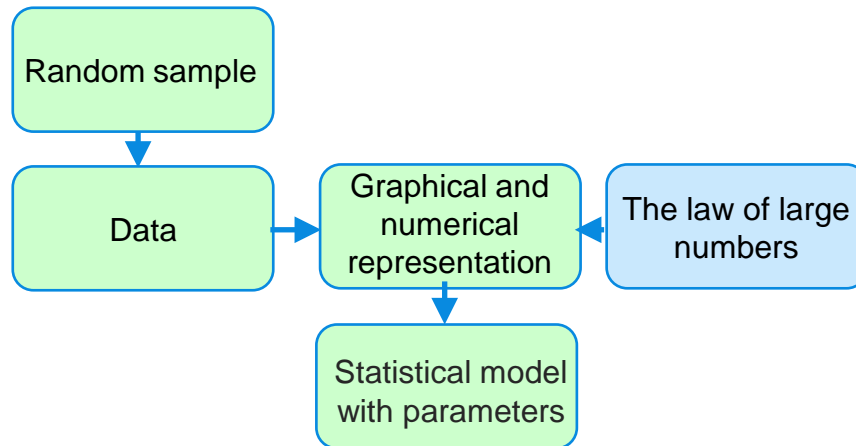 Random sample
Data
Graphical and
numerical
representation
The law of large
numbers
Statistical model
with parameters